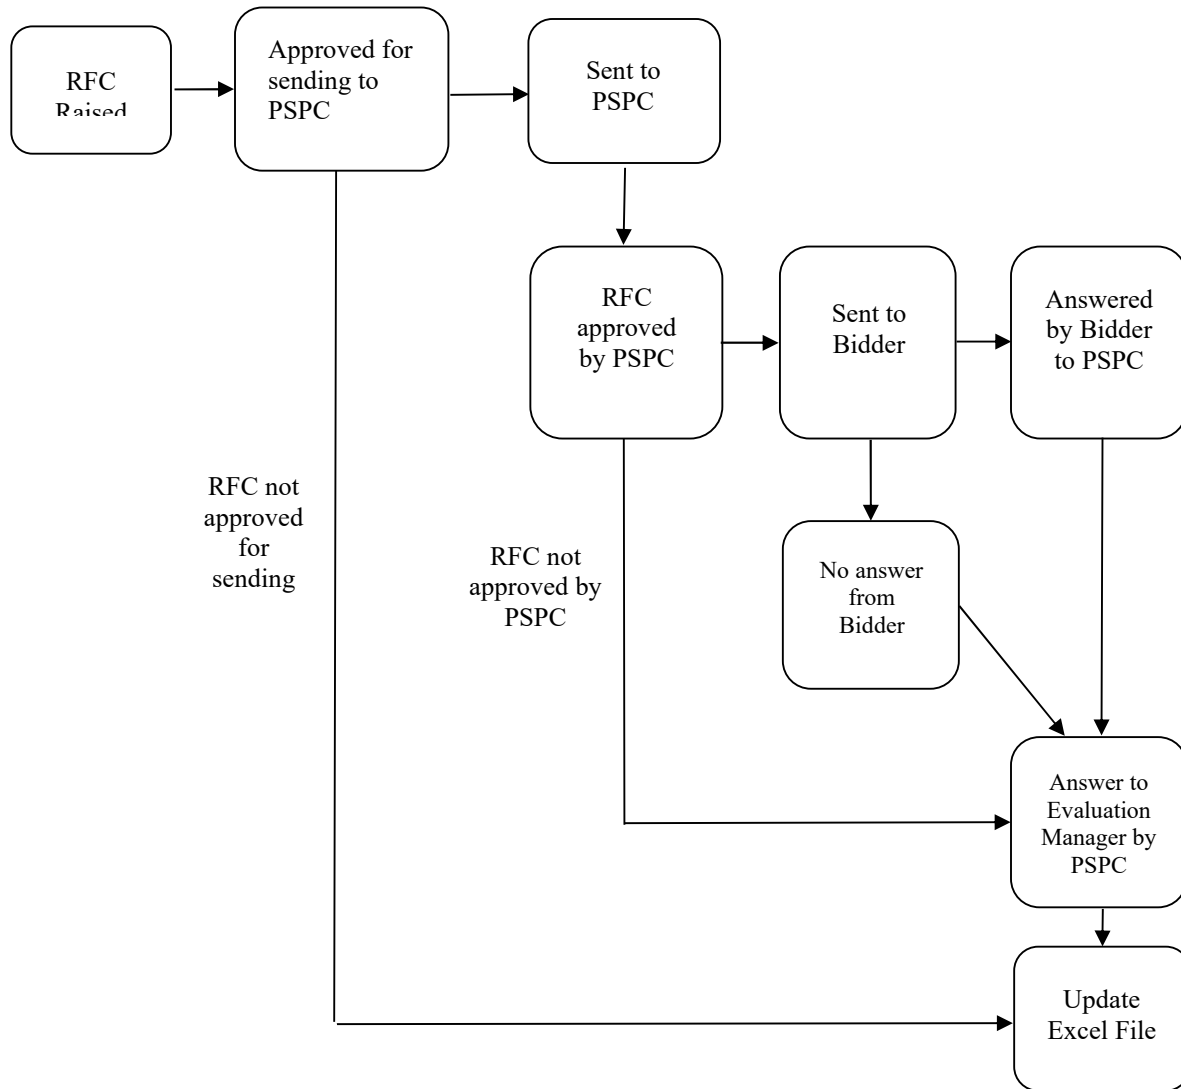 RFC
Raised
Approved for
sending to
PSPC
Sent to
PSPC
RFC
approved
by PSPC
Sent to
Bidder
Answered
by Bidder
to PSPC
RFC not
approved
for
sending
RFC not
approved by
PSPC
No answer
from
Bidder
Answer to
Evaluation
Manager by
PSPC
Update
Excel File